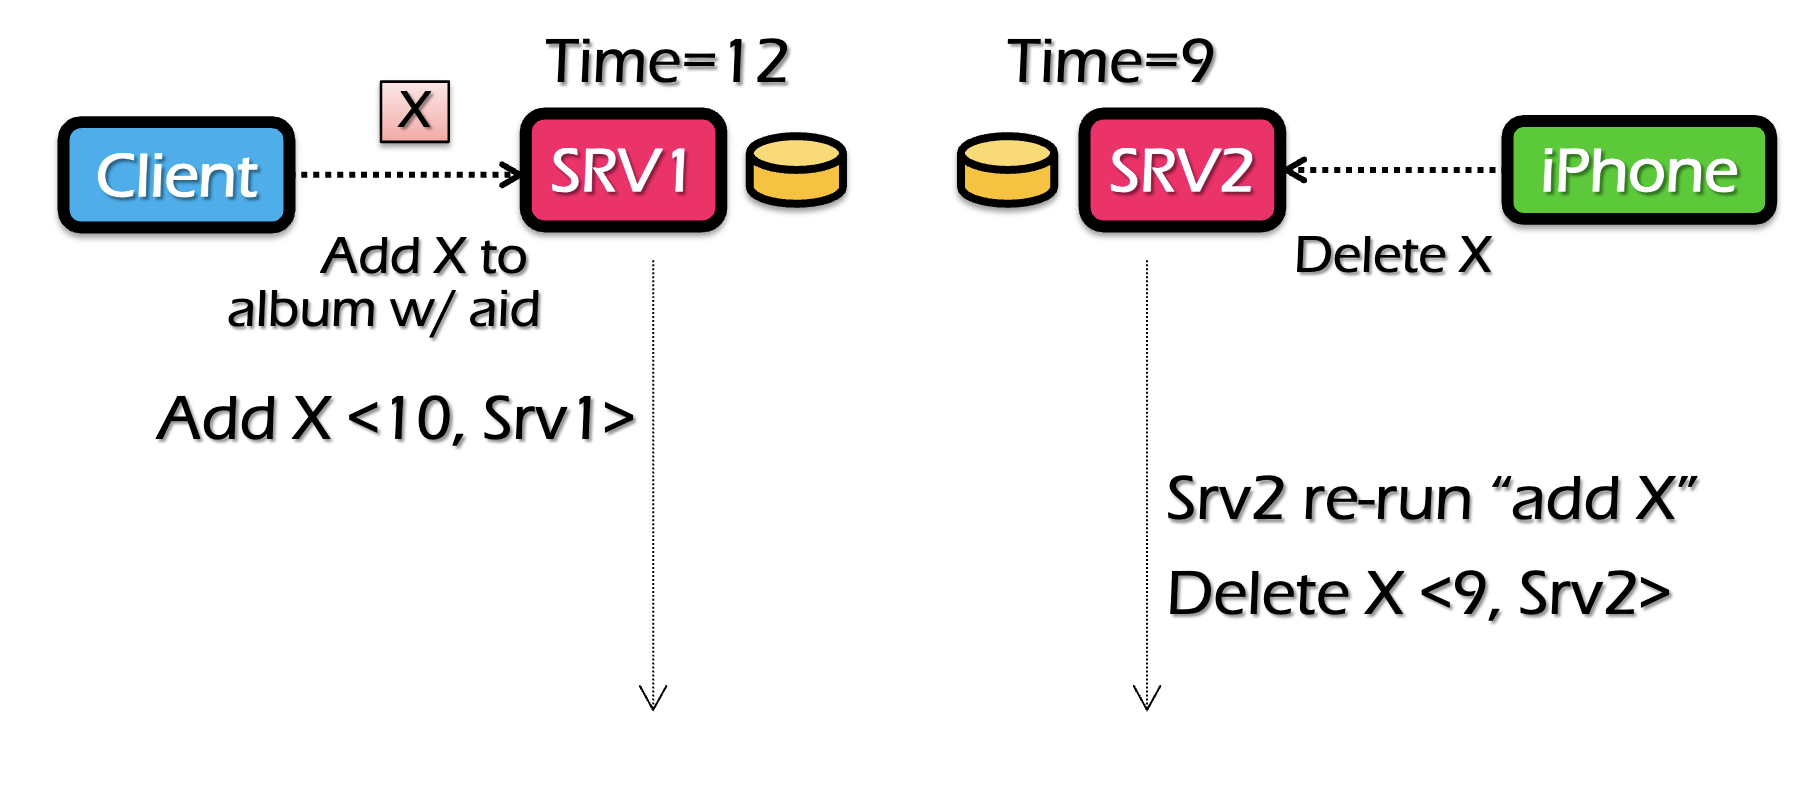 Time=12
Time=9
X
Client
SRV1
SRV2
iPhone
Add X to
album w/ aid
Delete X
Add X <10, Srv1>
Srv2 re-run “add X”
Delete X <9, Srv2>